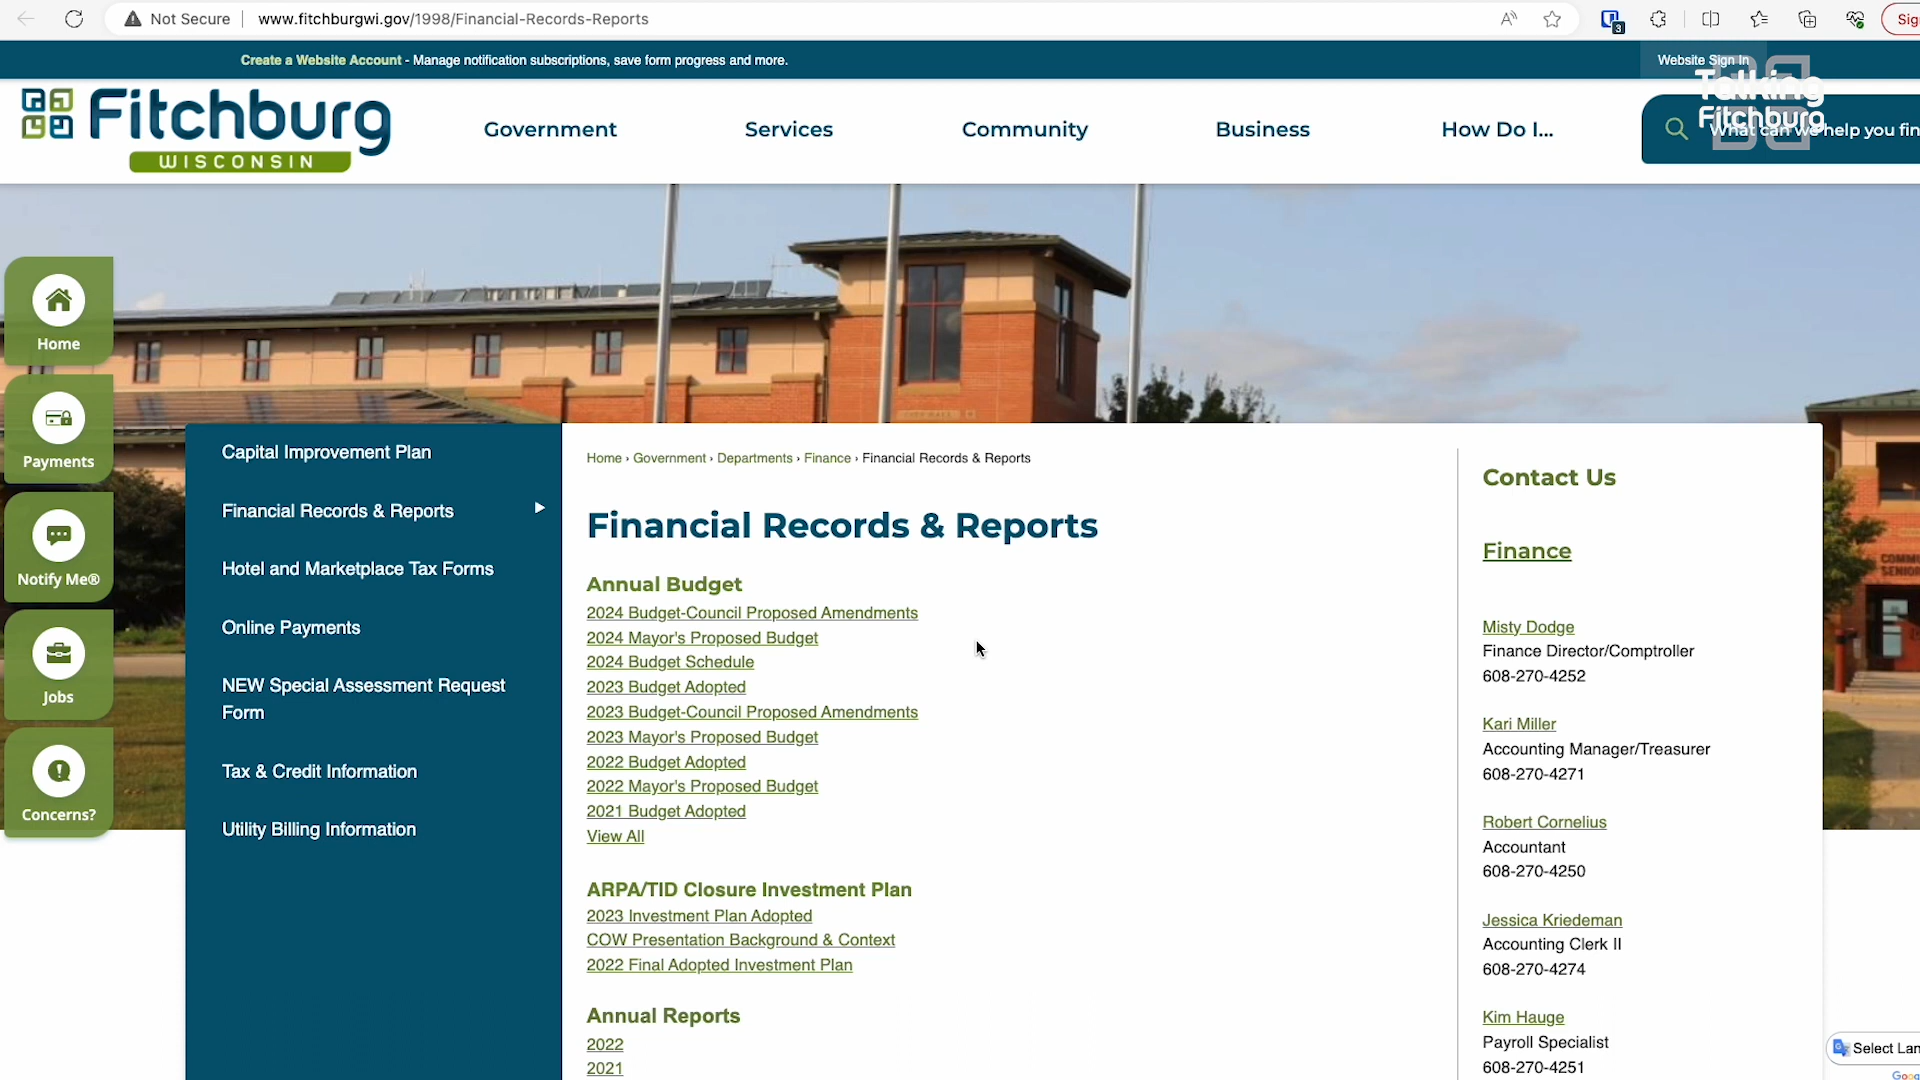 Not Secure
www.fitchburgwi.gov/1998/Financial-Records-Reports
3
Create a Website Account - Manage notification subscriptions, save form progress and more.
Website Sign In
Talking
Fitchburg
Fitchburg
WISCONSIN
Government
Services
Community
Business
How Do I...
What can we help you fin
Home
Payments
Notify Me®
Jobs
Concerns?
Capital Improvement Plan
Financial Records & Reports
Hotel and Marketplace Tax Forms
Online Payments
NEW Special Assessment Request
Form
Tax & Credit Information
Utility Billing Information
Home › Government › Departments › Finance › Financial Records & Reports
Financial Records & Reports
Annual Budget
2024 Budget-Council Proposed Amendments
2024 Mayor's Proposed Budget
2024 Budget Schedule
2023 Budget Adopted
2023 Budget-Council Proposed Amendments
2023 Mayor's Proposed Budget
2022 Budget Adopted
2022 Mayor's Proposed Budget
2021 Budget Adopted
View All
ARPA/TID Closure Investment Plan
2023 Investment Plan Adopted
COW Presentation Background & Context
2022 Final Adopted Investment Plan
Annual Reports
2022
2021
Contact Us
Finance
Misty Dodge
Finance Director/Comptroller
608-270-4252
Kari Miller
Accounting Manager/Treasurer
608-270-4271
Robert Cornelius
Accountant
608-270-4250
Jessica Kriedeman
Accounting Clerk II
608-270-4274
Kim Hauge
Payroll Specialist
608-270-4251
Select Lan